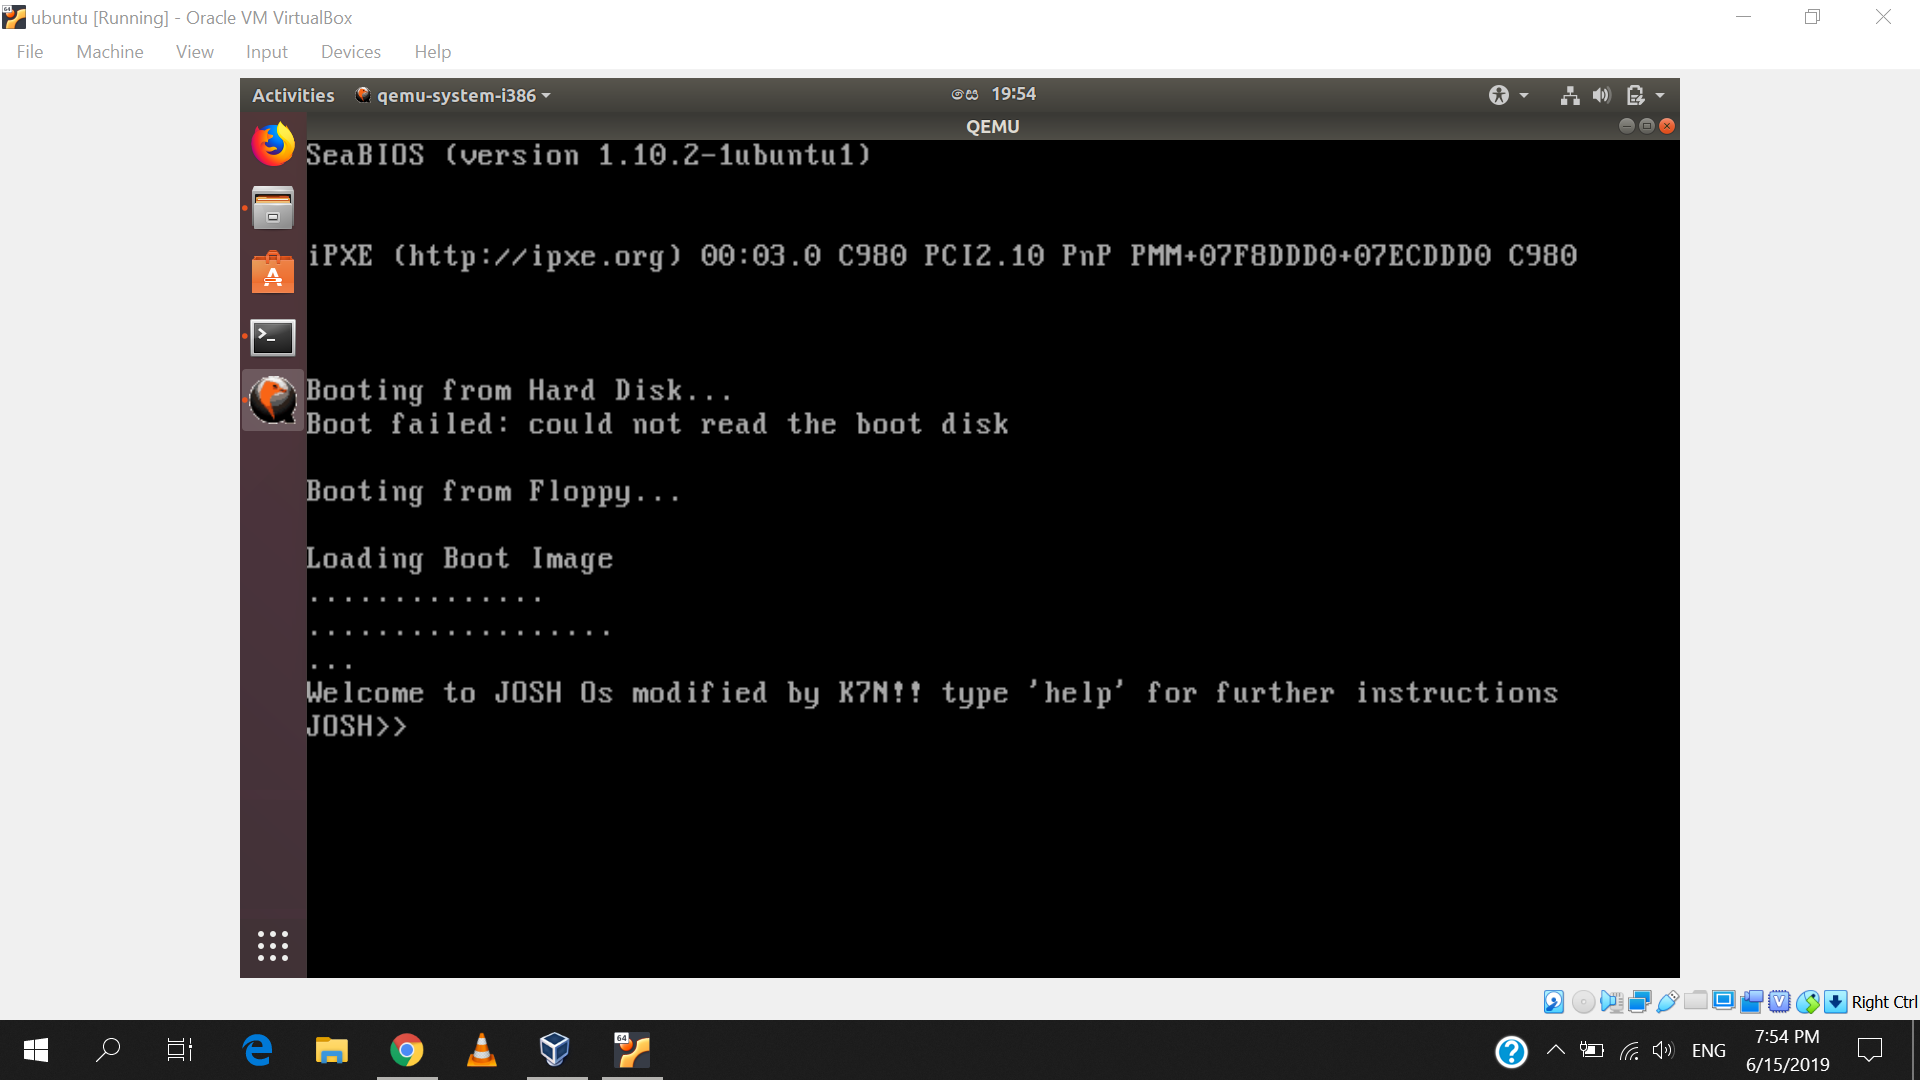 ubuntu [Running] - Oracle VM VirtualBox
File Machine View Input Devices Help
Activities qemu-system-i386 සෙ 19:54
QEMU
SeaBIOS (version 1.10.2-1ubuntu1)
iPXE (http://ipxe.org) 00:03.0 C980 PCI2.10 PnP PMM+07F8DDD0+07ECDDD0 C980
Booting from Hard Disk...
Boot failed: could not read the boot disk
Booting from Floppy...
Loading Boot Image
..............
..................
...
Welcome to JOSH Os modified by K7N!! type 'help' for further instructions
JOSH>>
Right Ctrl
64
ENG
7:54 PM
6/15/2019